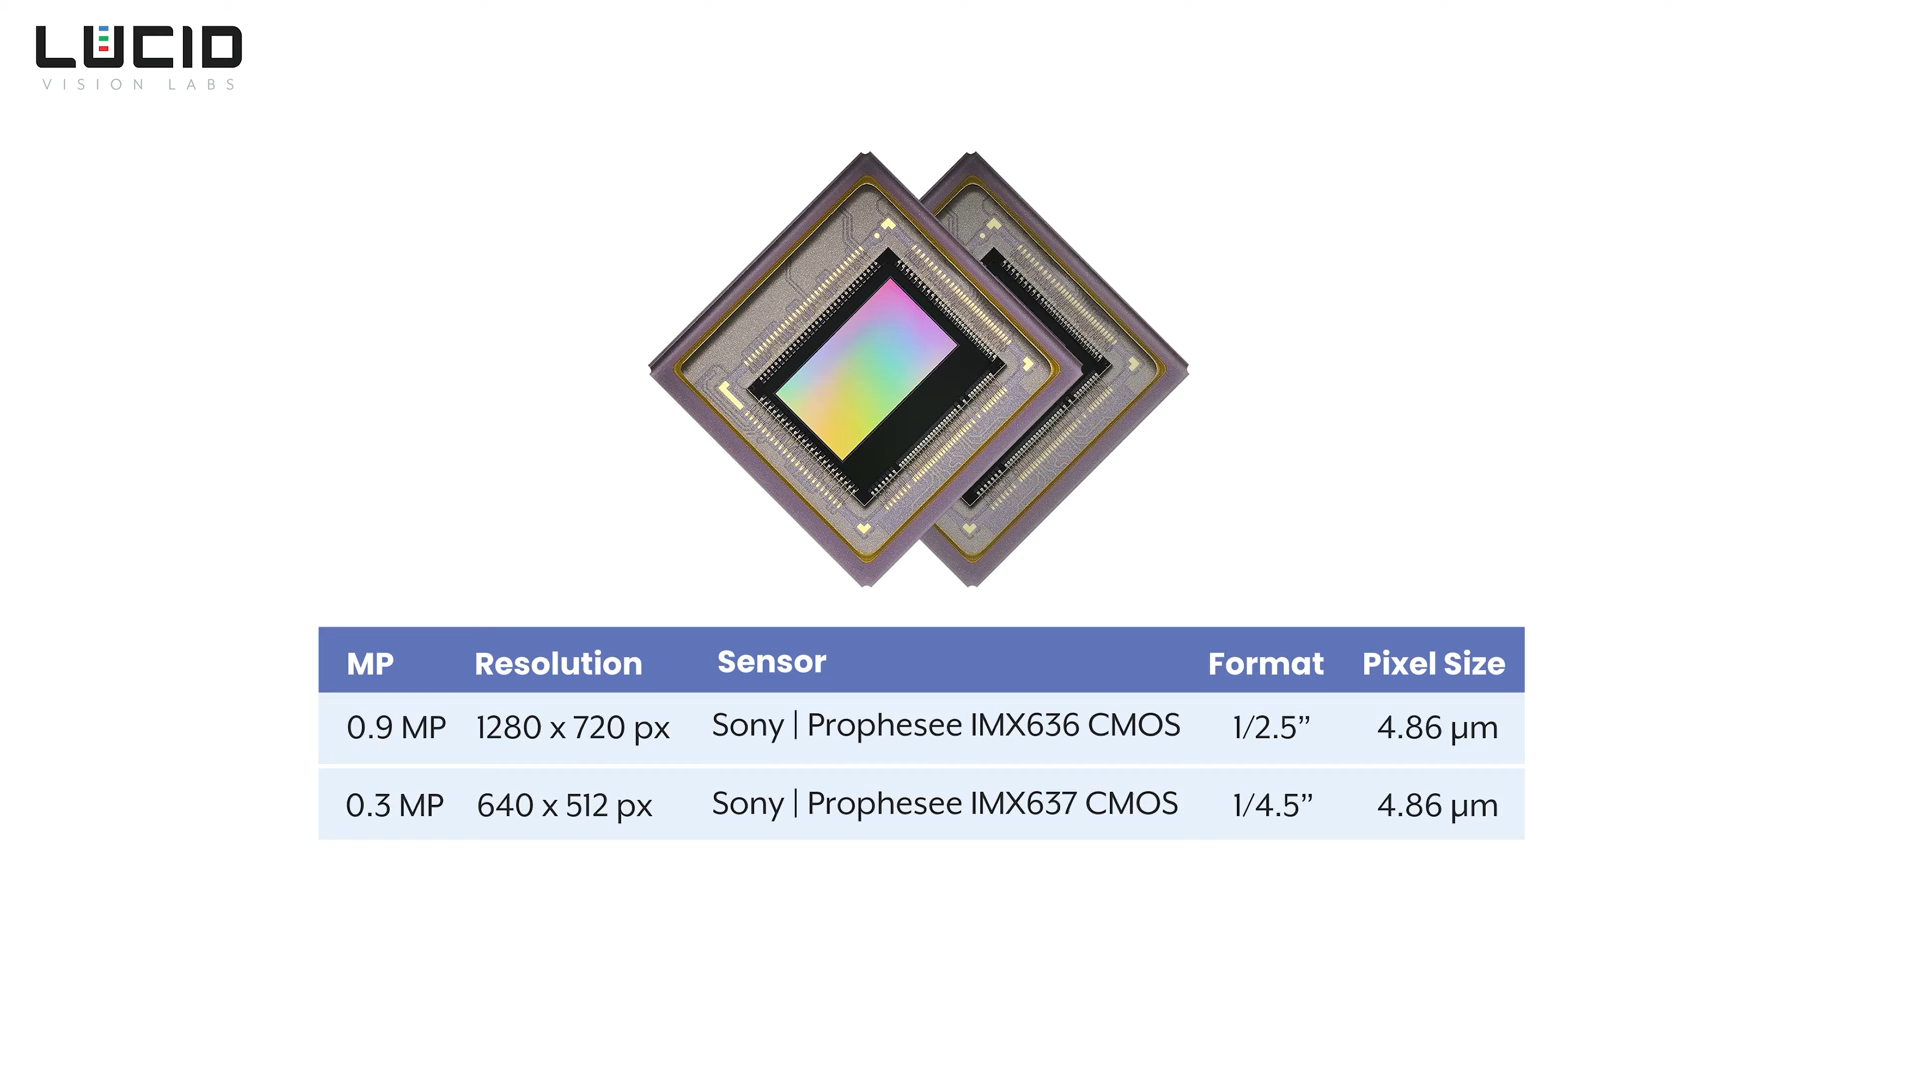 LUCID
VISION LABS
MP Resolution Sensor Format Pixel Size
0.9 MP 1280 x 720 px Sony | Prophesee IMX636 CMOS 1/2.5” 4.86 µm
0.3 MP 640 x 512 px Sony | Prophesee IMX637 CMOS 1/4.5” 4.86 µm